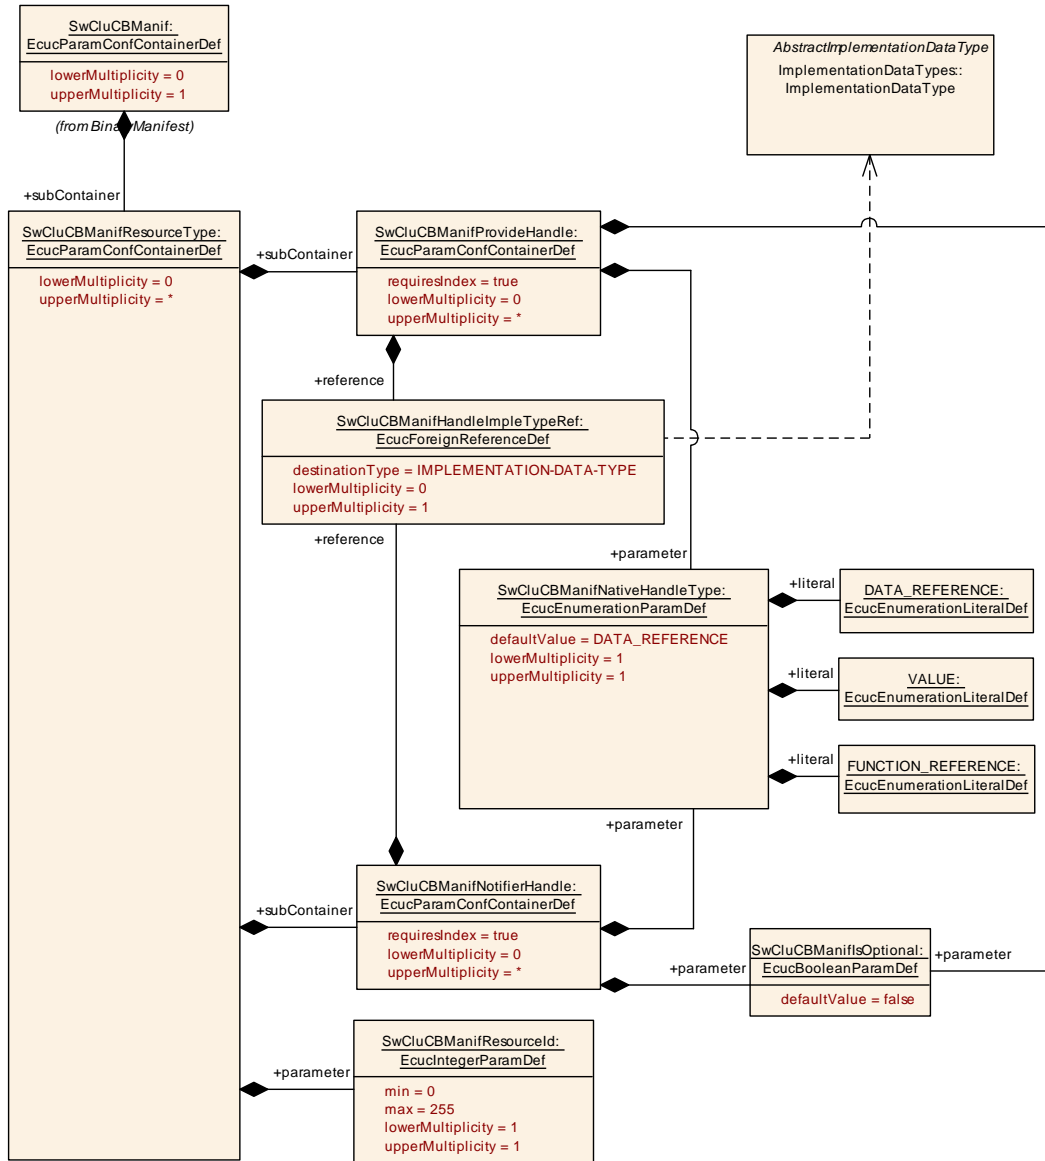 SwCluCBManif:
EcucParamConfContainerDef
lowerMultiplicity = 0
upperMultiplicity = 1
(from BinaryManifest)
+subContainer
AbstractImplementationDataType
ImplementationDataTypes::
ImplementationDataType
SwCluCBManifResourceType:
EcucParamConfContainerDef
lowerMultiplicity = 0
upperMultiplicity = *
+subContainer
SwCluCBManifProvideHandle:
EcucParamConfContainerDef
requiresIndex = true
lowerMultiplicity = 0
upperMultiplicity = *
+reference
SwCluCBManifHandleImpleTypeRef:
EcucForeignReferenceDef
destinationType = IMPLEMENTATION-DATA-TYPE
lowerMultiplicity = 0
upperMultiplicity = 1
+reference
+parameter
SwCluCBManifNativeHandleType:
EcucEnumerationParamDef
defaultValue = DATA_REFERENCE
lowerMultiplicity = 1
upperMultiplicity = 1
+literal
DATA_REFERENCE:
EcucEnumerationLiteralDef
+literal
VALUE:
EcucEnumerationLiteralDef
+literal
FUNCTION_REFERENCE:
EcucEnumerationLiteralDef
+parameter
+subContainer
SwCluCBManifNotifierHandle:
EcucParamConfContainerDef
requiresIndex = true
lowerMultiplicity = 0
upperMultiplicity = *
+parameter
SwCluCBManifIsOptional:
EcucBooleanParamDef
defaultValue = false
+parameter
+parameter
SwCluCBManifResourceId:
EcucIntegerParamDef
min = 0
max = 255
lowerMultiplicity = 1
upperMultiplicity = 1